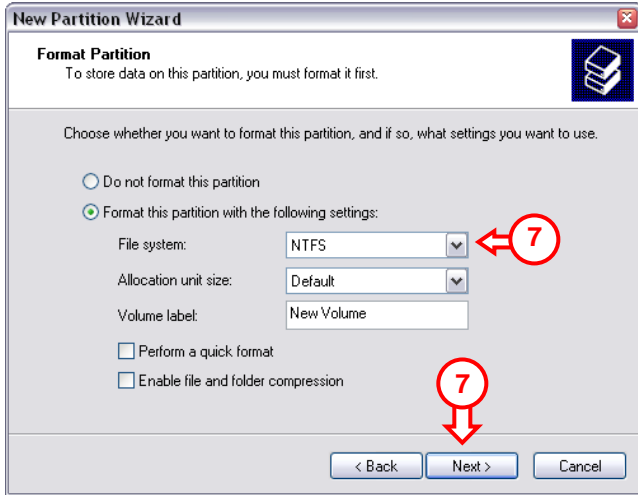 New Partition Wizard
Format Partition
To store data on this partition, you must format it first.
Choose whether you want to format this partition, and if so, what settings you want to use.
Do not format this partition
Format this partition with the following settings:
File system: NTFS 7
Allocation unit size: Default
Volume label: New Volume
Perform a quick format
Enable file and folder compression
7
< Back Next > Cancel